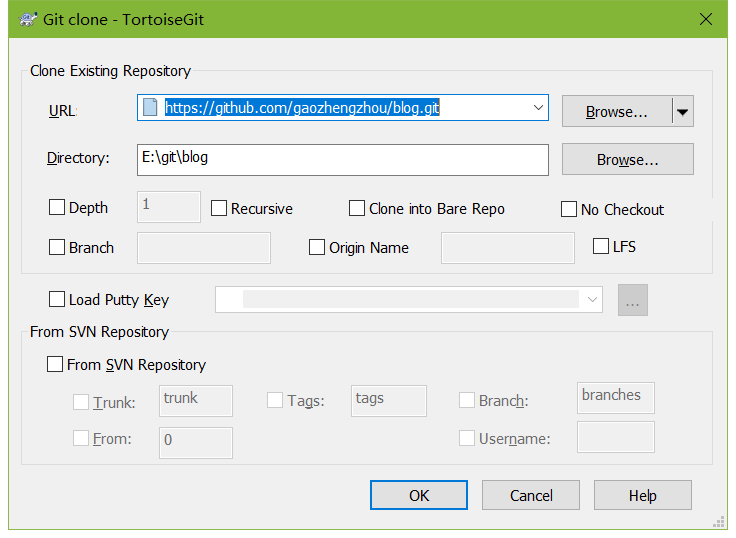 Git clone - TortoiseGit
Clone Existing Repository
URL: https://github.com/gaozhengzhou/blog.git Browse...
Directory: E:\git\blog Browse...
Depth 1 Recursive Clone into Bare Repo No Checkout
Branch Origin Name LFS
Load Putty Key ...
From SVN Repository
From SVN Repository
Trunk: trunk Tags: tags Branch: branches
From: 0 Username:
OK Cancel Help